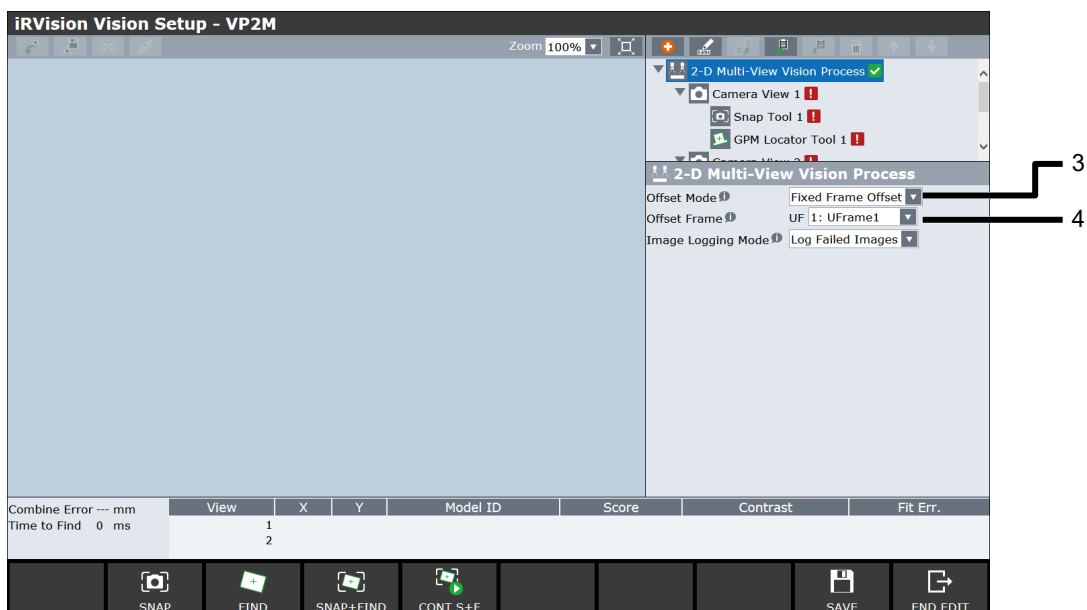 iRVision Vision Setup - VP2M
Zoom 100%
2-D Multi-View Vision Process
Camera View 1
Snap Tool 1
GPM Locator Tool 1
2-D Multi-View Vision Process
Offset Mode Fixed Frame Offset
3
Offset Frame UF 1: UFrame1
4
Image Logging Mode Log Failed Images
Combine Error --- mm
Time to Find 0 ms
View X Y Model ID Score Contrast Fit Err.
1
2
SNAP FIND SNAP+FIND CONT S+F SAVE END EDIT